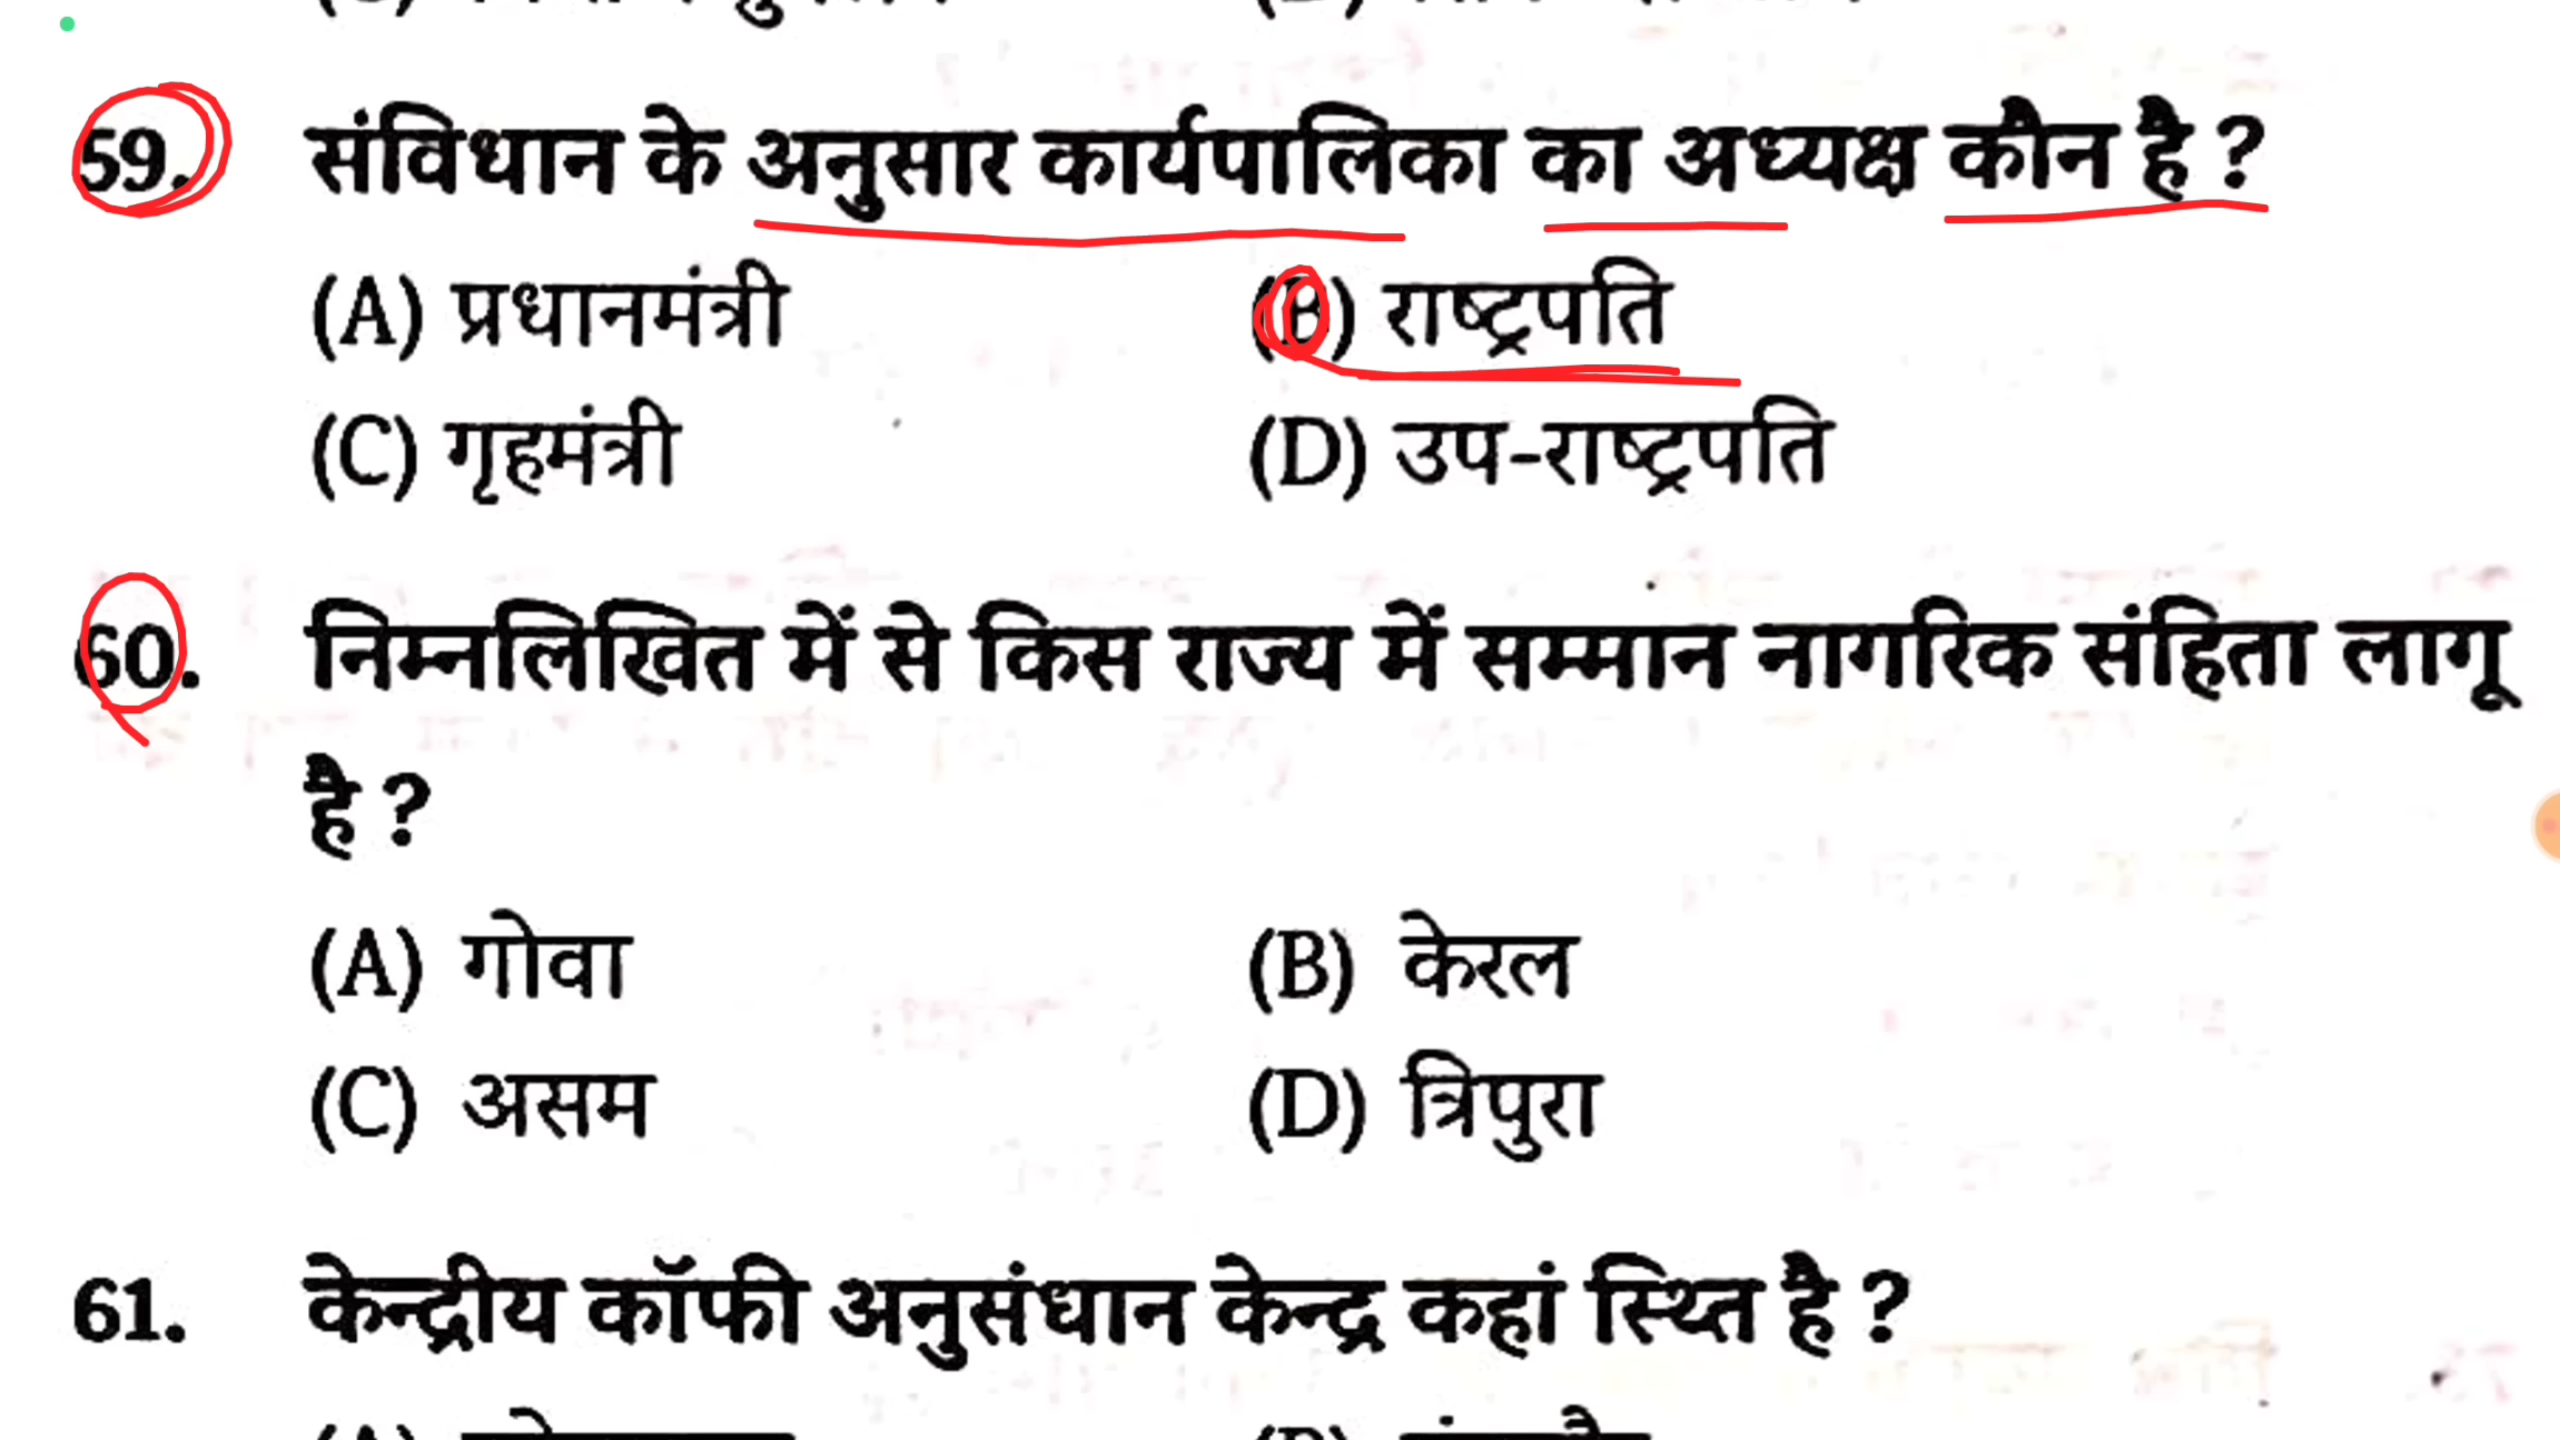 59. संविधान के अनुसार कार्यपालिका का अध्यक्ष कौन है ?
(A) प्रधानमंत्री (B) राष्ट्रपति
(C) गृहमंत्री (D) उप-राष्ट्रपति
60. निम्नलिखित में से किस राज्य में सम्मान नागरिक संहिता लागू
है ?
(A) गोवा (B) केरल
(C) असम (D) त्रिपुरा
61. केन्द्रीय कॉफी अनुसंधान केन्द्र कहां स्थित है ?